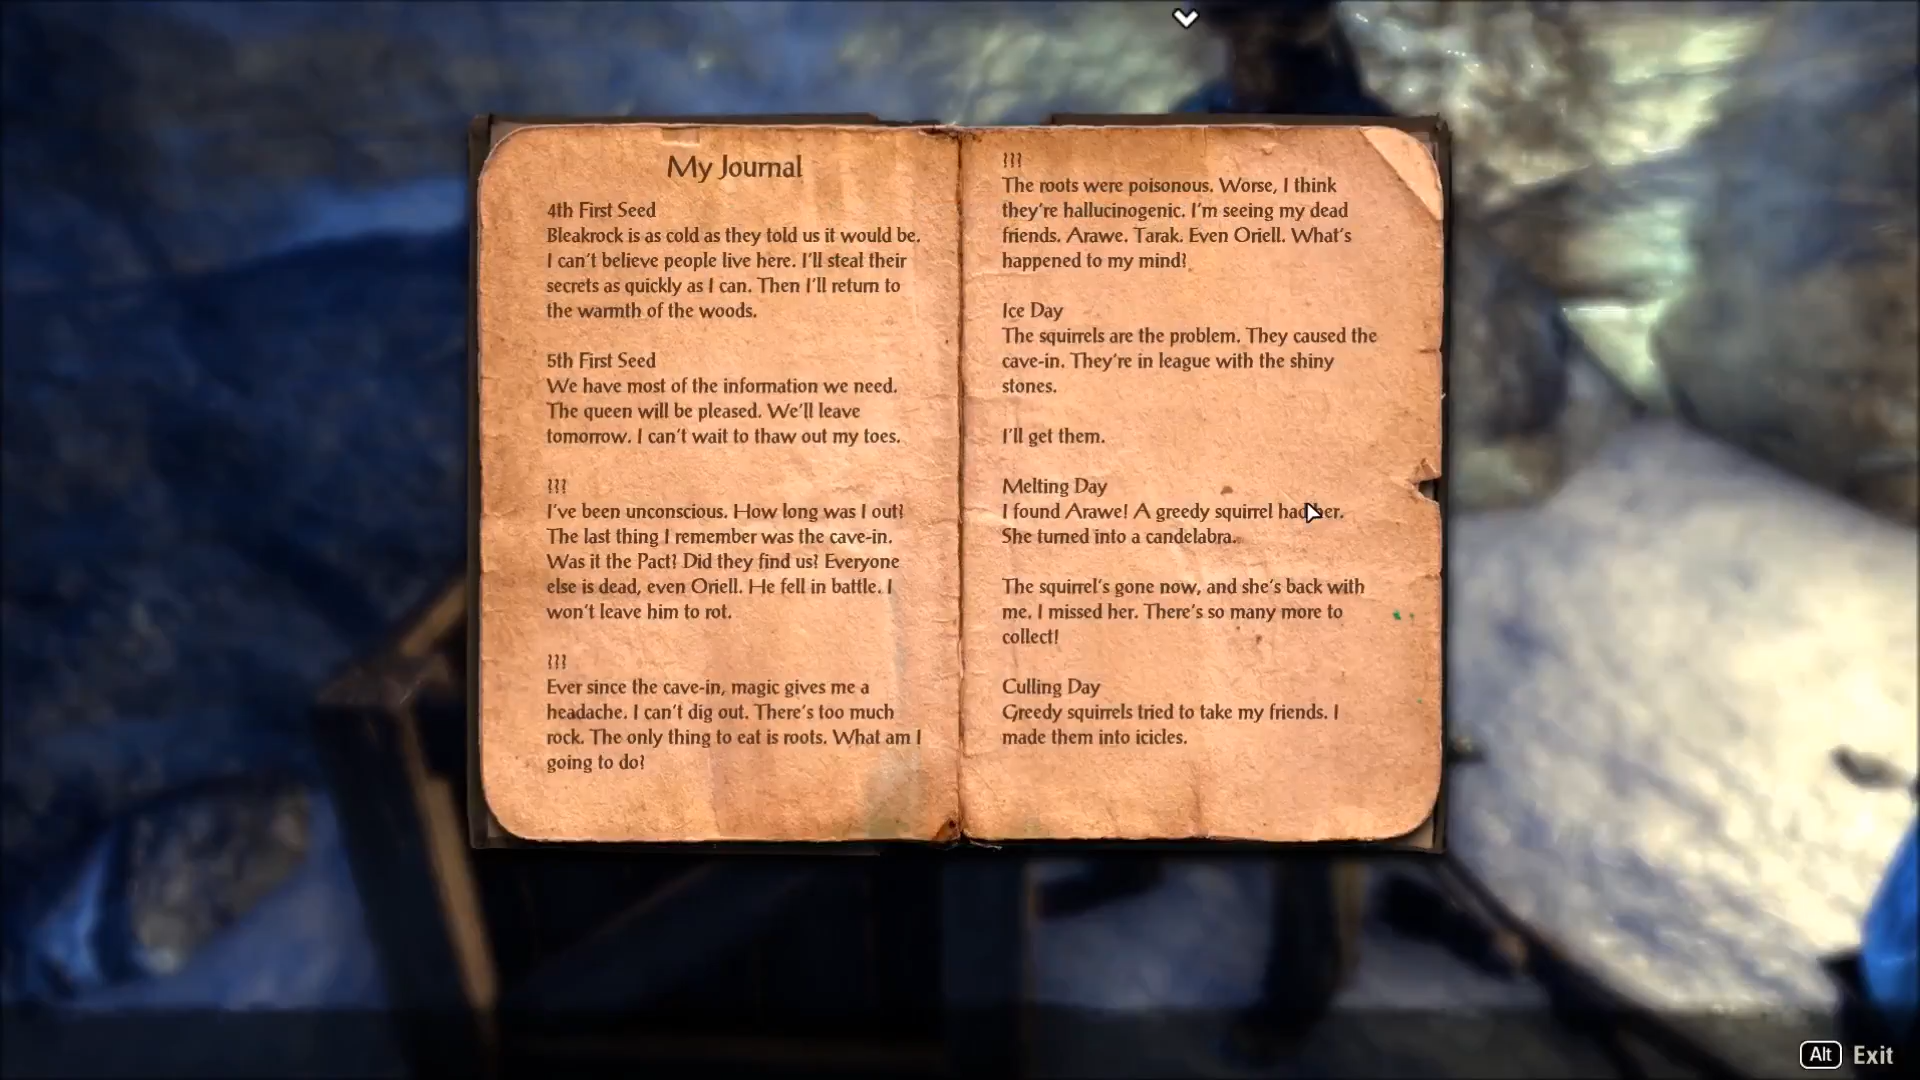 My Journal
4th First Seed
Bleakrock is as cold as they told us it would be.
I can't believe people live here. I'll steal their
secrets as quickly as I can. Then I'll return to
the warmth of the woods.
5th First Seed
We have most of the information we need.
The queen will be pleased. We'll leave
tomorrow. I can't wait to thaw out my toes.
???
I've been unconscious. How long was I out?
The last thing I remember was the cave-in.
Was it the Pact? Did they find us? Everyone
else is dead, even Oriell. He fell in battle. I
won't leave him to rot.
???
Ever since the cave-in, magic gives me a
headache. I can't dig out. There's too much
rock. The only thing to eat is roots. What am I
going to do?
???
The roots were poisonous. Worse, I think
they're hallucinogenic. I'm seeing my dead
friends. Arawe. Tarak. Even Oriell. What's
happened to my mind?
Ice Day
The squirrels are the problem. They caused the
cave-in. They're in league with the shiny
stones.
I'll get them.
Melting Day
I found Arawe! A greedy squirrel had her.
She turned into a candelabra.
The squirrel's gone now, and she's back with
me. I missed her. There's so many more to
collect!
Culling Day
Greedy squirrels tried to take my friends. I
made them into icicles.
Alt Exit